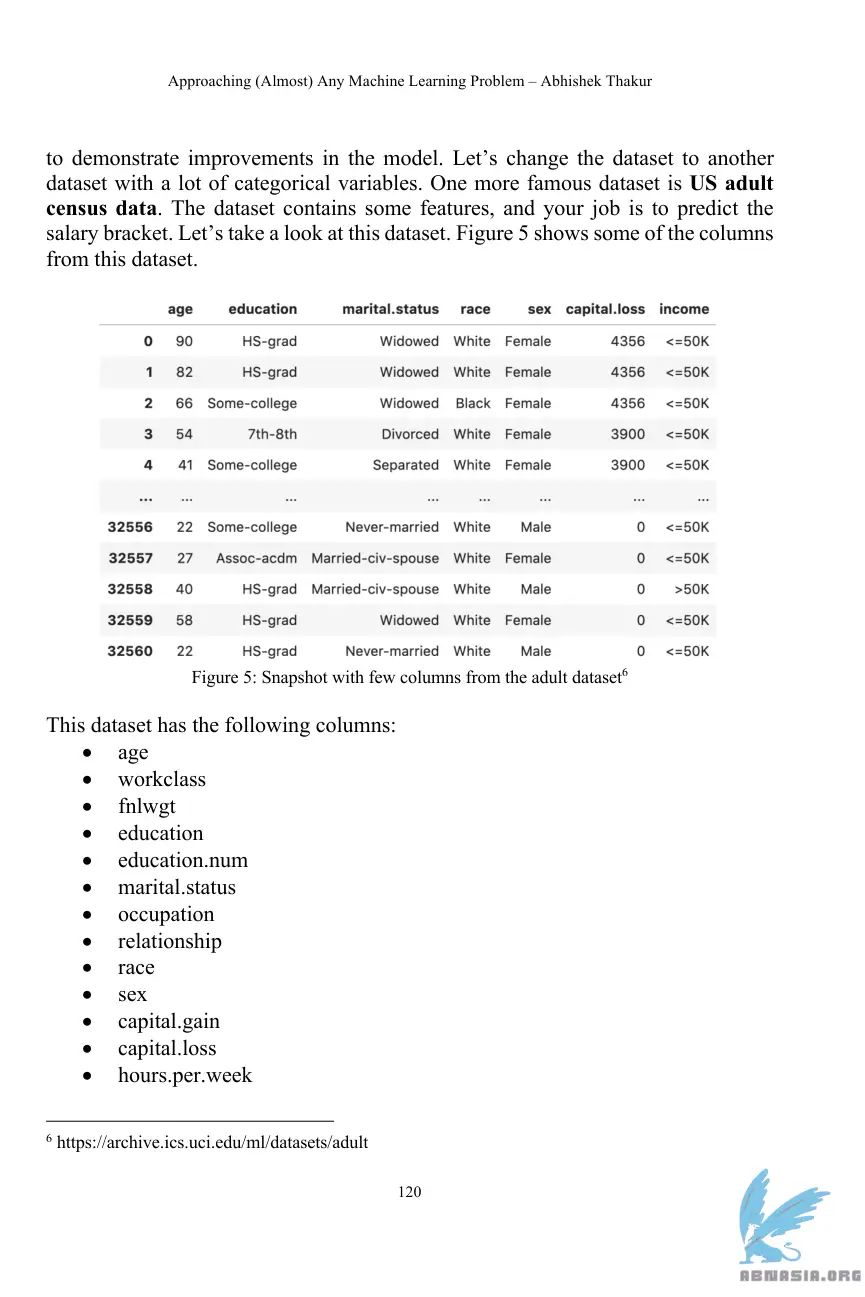 Approaching (Almost) Any Machine Learning Problem – Abhishek Thakur
to demonstrate improvements in the model. Let’s change the dataset to another
dataset with a lot of categorical variables. One more famous dataset is US adult
census data. The dataset contains some features, and your job is to predict the
salary bracket. Let’s take a look at this dataset. Figure 5 shows some of the columns
from this dataset.
age education marital.status race sex capital.loss income
0 90 HS-grad Widowed White Female 4356 <=50K
1 82 HS-grad Widowed White Female 4356 <=50K
2 66 Some-college Widowed Black Female 4356 <=50K
3 54 7th-8th Divorced White Female 3900 <=50K
4 41 Some-college Separated White Female 3900 <=50K
... ... ... ... ... ... ... ...
32556 22 Some-college Never-married White Male 0 <=50K
32557 27 Assoc-acdm Married-civ-spouse White Female 0 <=50K
32558 40 HS-grad Married-civ-spouse White Male 0 >50K
32559 58 HS-grad Widowed White Female 0 <=50K
32560 22 HS-grad Never-married White Male 0 <=50K
Figure 5: Snapshot with few columns from the adult dataset⁶
This dataset has the following columns:
• age
• workclass
• fnlwgt
• education
• education.num
• marital.status
• occupation
• relationship
• race
• sex
• capital.gain
• capital.loss
• hours.per.week
⁶ https://archive.ics.uci.edu/ml/datasets/adult
120
ABNASIA.ORG